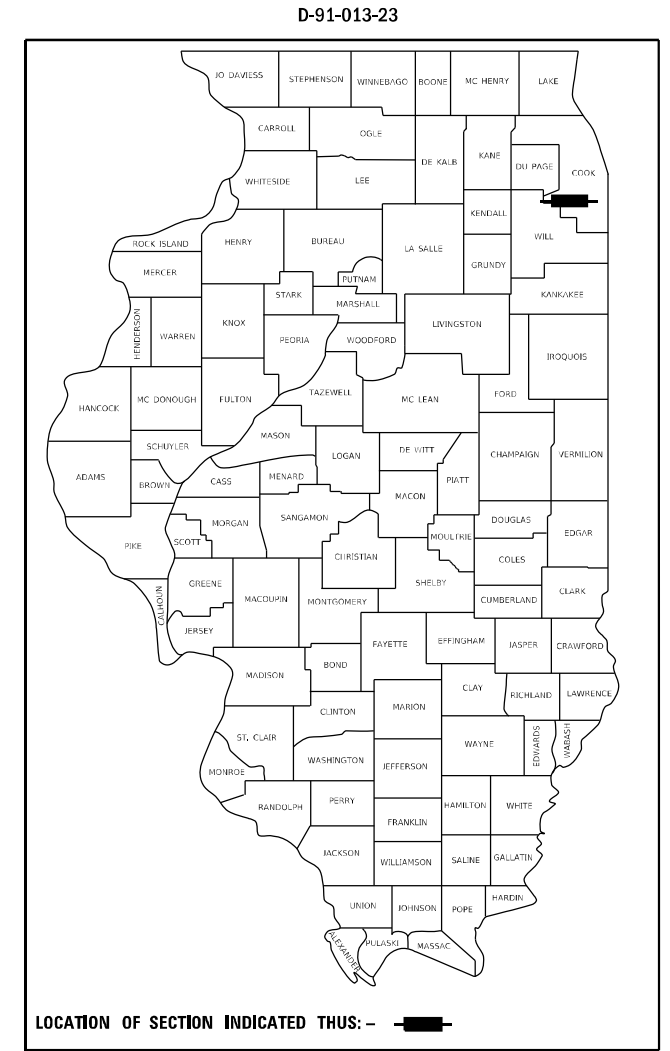 D-91-013-23
JO DAVIESS
STEPHENSON
WINNEBAGO
BOONE
MC HENRY
LAKE
CARROLL
OGLE
DE KALB
KANE
DU PAGE
COOK
WHITESIDE
LEE
KENDALL
WILL
ROCK ISLAND
HENRY
BUREAU
LA SALLE
GRUNDY
MERCER
PUTNAM
STARK
MARSHALL
KANKAKEE
HENDERSON
WARREN
KNOX
PEORIA
WOODFORD
LIVINGSTON
IROQUOIS
HANCOCK
MC DONOUGH
FULTON
TAZEWELL
MC LEAN
FORD
SCHUYLER
MASON
LOGAN
DE WITT
CHAMPAIGN
VERMILION
ADAMS
BROWN
CASS
MENARD
MACON
PIATT
PIKE
SCOTT
MORGAN
SANGAMON
CHRISTIAN
MOULTRIE
DOUGLAS
EDGAR
COLES
CALHOUN
GREENE
MACOUPIN
MONTGOMERY
SHELBY
CUMBERLAND
CLARK
JERSEY
FAYETTE
EFFINGHAM
JASPER
CRAWFORD
MADISON
BOND
CLAY
RICHLAND
LAWRENCE
CLINTON
MARION
ST. CLAIR
WAYNE
EDWARDS
WABASH
MONROE
WASHINGTON
JEFFERSON
RANDOLPH
PERRY
HAMILTON
WHITE
FRANKLIN
JACKSON
WILLIAMSON
SALINE
GALLATIN
UNION
JOHNSON
POPE
HARDIN
ALEXANDER
PULASKI
MASSAC
LOCATION OF SECTION INDICATED THUS: –